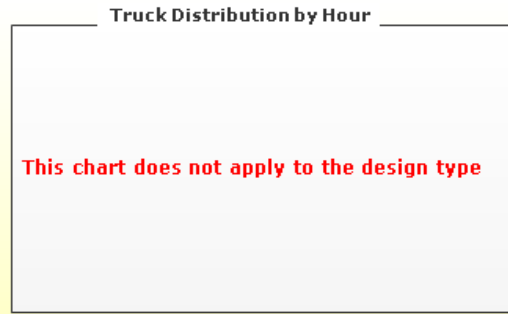 Truck Distribution by Hour
This chart does not apply to the design type